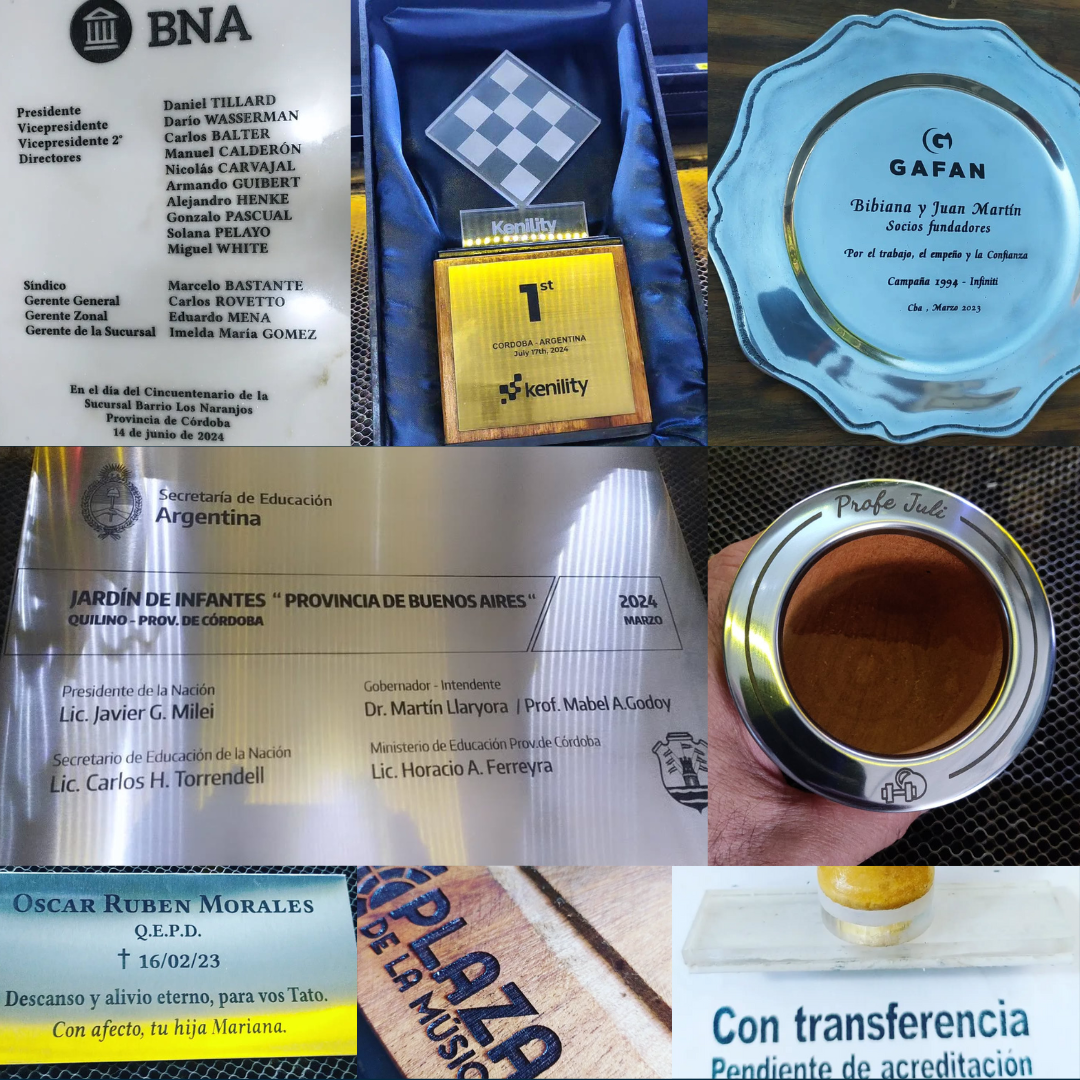 BNA
Presidente
Vicepresidente
Vicepresidente 2°
Directores
Daniel TILLARD
Darío WASSERMAN
Carlos BALTER
Manuel CALDERÓN
Nicolás CARVAJAL
Armando GUIBERT
Alejandro HENKE
Gonzalo PASCUAL
Solana PELAYO
Miguel WHITE
Síndico Marcelo BASTANTE
Gerente General Carlos ROVETTO
Gerente Zonal Eduardo MENA
Gerente de la Sucursal Imelda María GOMEZ
En el día del Cincuentenario de la
Sucursal Barrio Los Naranjos
Provincia de Córdoba
14 de junio de 2024
Kenility
1st
CORDOBA - ARGENTINA
July 17th, 2024
kenility
G
GAFAN
Bibiana y Juan Martín
Socios fundadores
Por el trabajo, el empeño y la Confianza
Campaña 1994 - Infiniti
Cba , Marzo 2023
Secretaría de Educación
Argentina
JARDÍN DE INFANTES “ PROVINCIA DE BUENOS AIRES “
QUILINO - PROV. DE CÓRDOBA
2024
MARZO
Presidente de la Nación
Lic. Javier G. Milei
Gobernador - Intendente
Dr. Martín Llaryora / Prof. Mabel A.Godoy
Secretario de Educación de la Nación
Lic. Carlos H. Torrendell
Ministerio de Educación Prov.de Córdoba
Lic. Horacio A. Ferreyra
Profe Juli
OSCAR RUBEN MORALES
Q.E.P.D.
† 16/02/23
Descanso y alivio eterno, para vos Tato.
Con afecto, tu hija Mariana.
PLAZA
DE LA MÚSIC
Con transferencia
Pendiente de acreditación